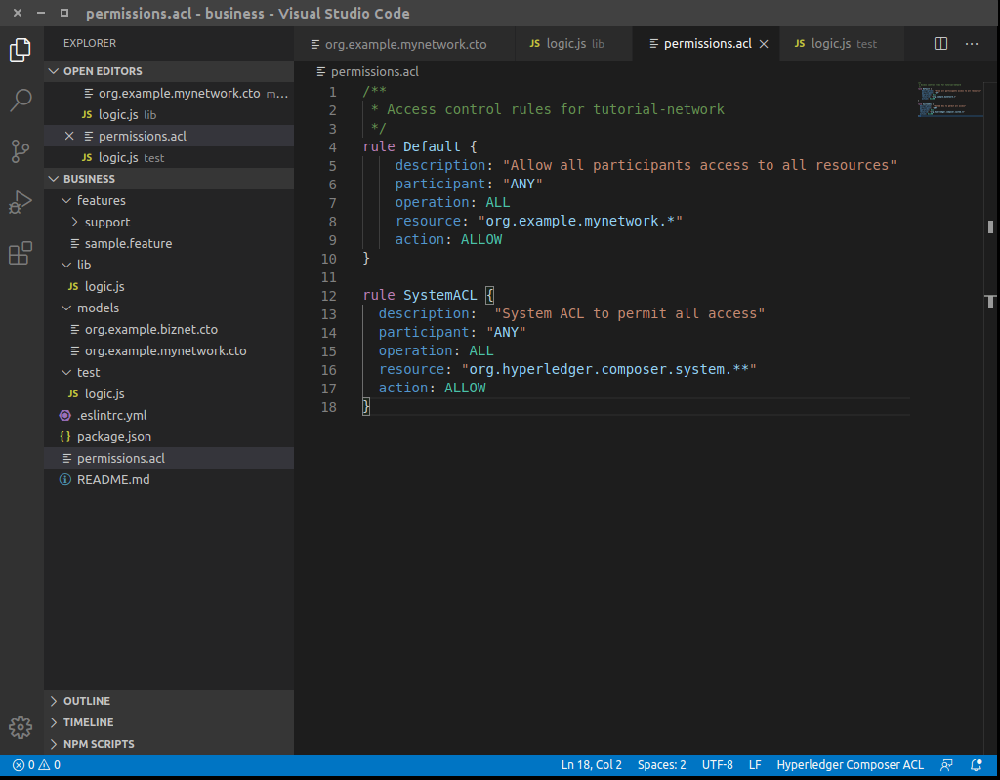 permissions.acl - business - Visual Studio Code
EXPLORER
OPEN EDITORS
org.example.mynetwork.cto m...
JS logic.js lib
permissions.acl
JS logic.js test
BUSINESS
features
support
sample.feature
lib
JS logic.js
models
org.example.biznet.cto
org.example.mynetwork.cto
test
JS logic.js
.eslintrc.yml
{} package.json
permissions.acl
README.md
OUTLINE
TIMELINE
NPM SCRIPTS
org.example.mynetwork.cto JS logic.js lib permissions.acl JS logic.js test
permissions.acl
1 /**
2 * Access control rules for tutorial-network
3 */
4 rule Default {
5 description: "Allow all participants access to all resources"
6 participant: "ANY"
7 operation: ALL
8 resource: "org.example.mynetwork.*"
9 action: ALLOW
10 }
11
12 rule SystemACL {
13 description: "System ACL to permit all access"
14 participant: "ANY"
15 operation: ALL
16 resource: "org.hyperledger.composer.system.**"
17 action: ALLOW
18 }
0 0 Ln 18, Col 2 Spaces: 2 UTF-8 LF Hyperledger Composer ACL